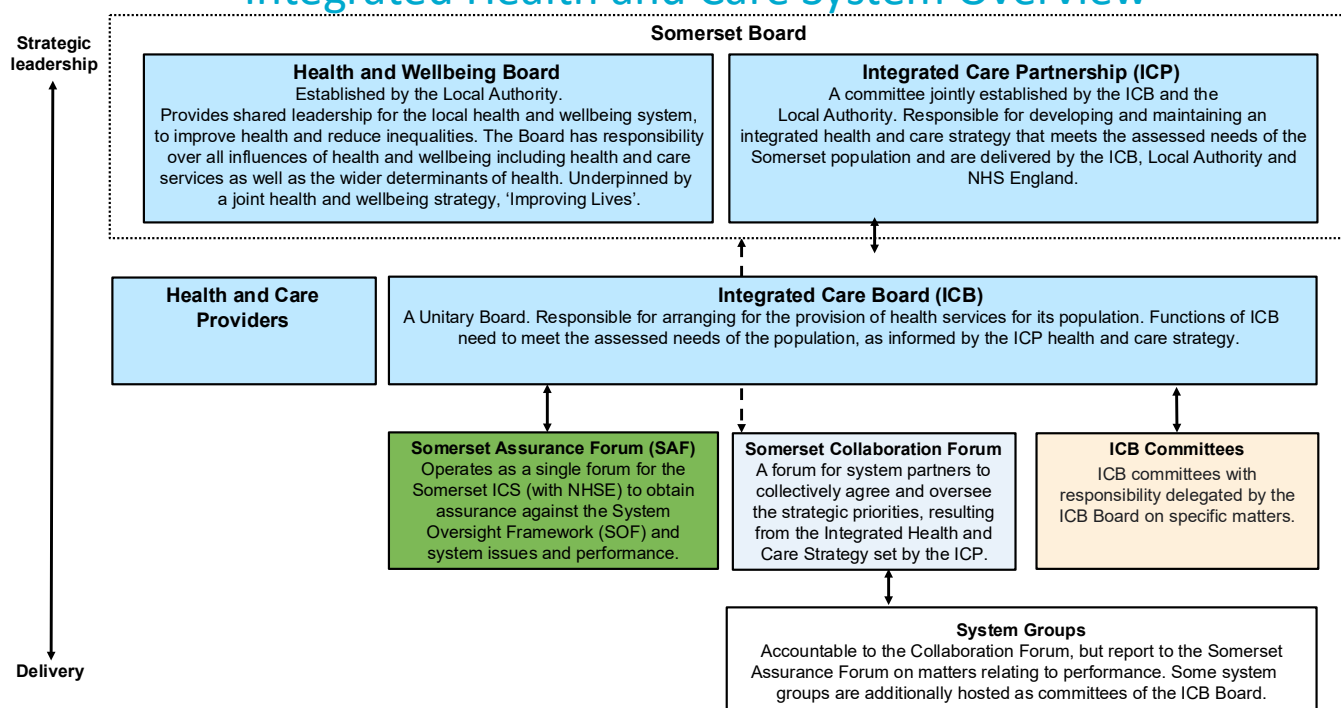 Integrated Health and Care System Overview
Strategic
leadership
Somerset Board
Health and Wellbeing Board
Established by the Local Authority.
Provides shared leadership for the local health and wellbeing system,
to improve health and reduce inequalities. The Board has responsibility
over all influences of health and wellbeing including health and care
services as well as the wider determinants of health. Underpinned by
a joint health and wellbeing strategy, ‘Improving Lives’.
Integrated Care Partnership (ICP)
A committee jointly established by the ICB and the
Local Authority. Responsible for developing and maintaining an
integrated health and care strategy that meets the assessed needs of the
Somerset population and are delivered by the ICB, Local Authority and
NHS England.
Health and Care
Providers
Integrated Care Board (ICB)
A Unitary Board. Responsible for arranging for the provision of health services for its population. Functions of ICB
need to meet the assessed needs of the population, as informed by the ICP health and care strategy.
Somerset Assurance Forum (SAF)
Operates as a single forum for the
Somerset ICS (with NHSE) to obtain
assurance against the System
Oversight Framework (SOF) and
system issues and performance.
Somerset Collaboration Forum
A forum for system partners to
collectively agree and oversee
the strategic priorities, resulting
from the Integrated Health and
Care Strategy set by the ICP.
ICB Committees
ICB committees with
responsibility delegated by the
ICB Board on specific matters.
System Groups
Accountable to the Collaboration Forum, but report to the Somerset
Assurance Forum on matters relating to performance. Some system
groups are additionally hosted as committees of the ICB Board.
Delivery